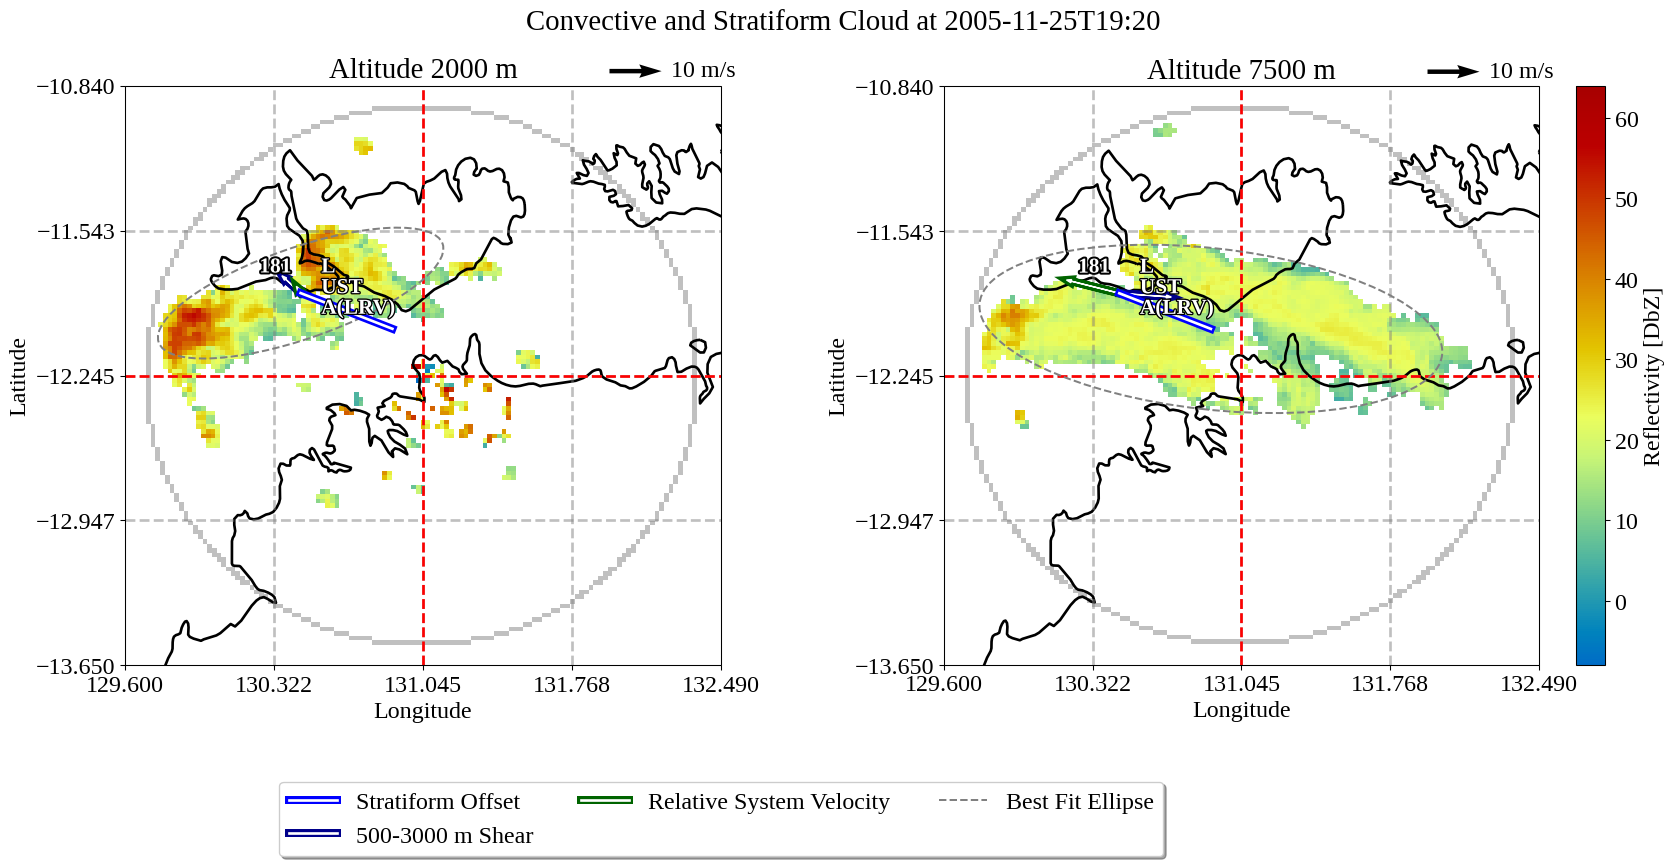 Convective and Stratiform Cloud at 2005-11-25T19:20
Altitude 2000 m
10 m/s
−10.840
−11.543
−12.245
−12.947
−13.650
129.600
130.322
131.045
131.768
132.490
Latitude
Longitude
181
L
UST
A(LRV)
Altitude 7500 m
10 m/s
−10.840
−11.543
−12.245
−12.947
−13.650
129.600
130.322
131.045
131.768
132.490
Latitude
Longitude
181
L
UST
A(LRV)
60
50
40
30
20
10
0
Reflectivity [DbZ]
Stratiform Offset
500-3000 m Shear
Relative System Velocity
Best Fit Ellipse